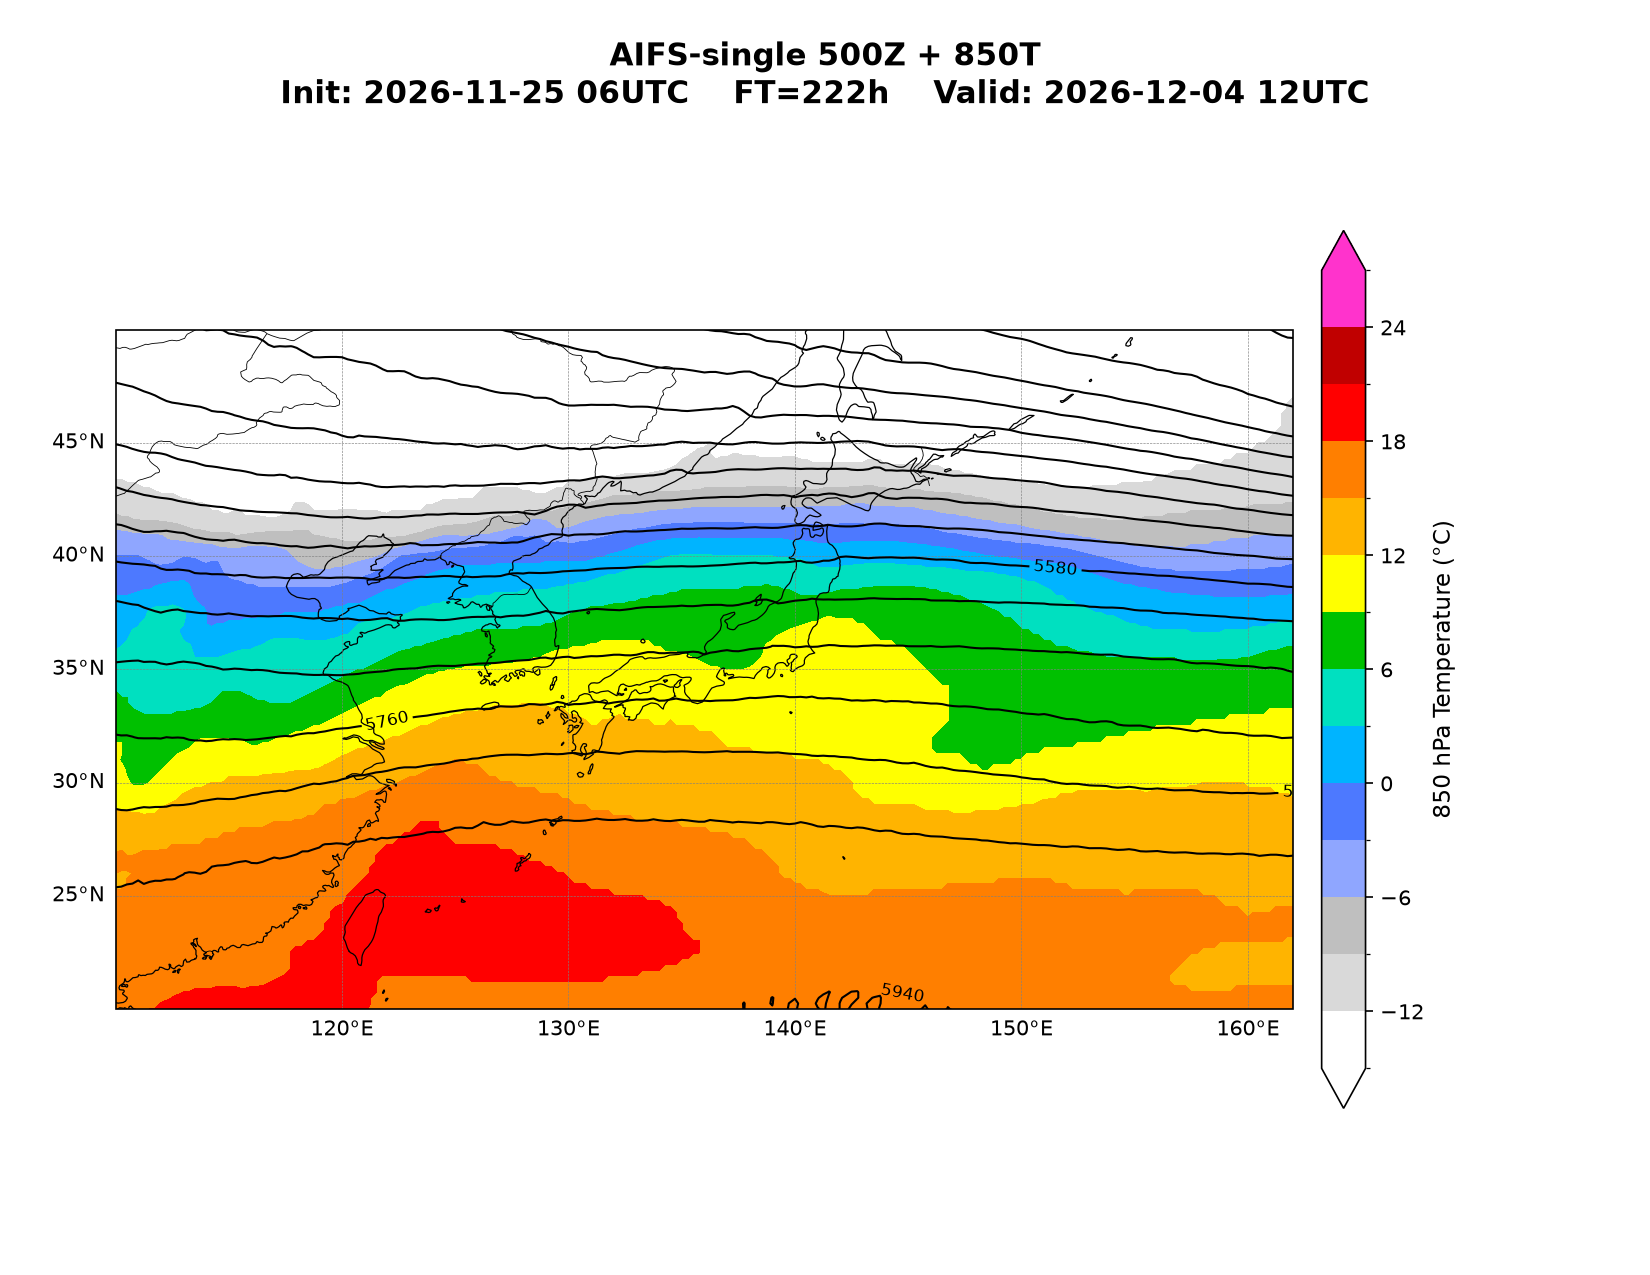 AIFS-single 500Z + 850T
Init: 2026-11-25 06UTC    FT=222h    Valid: 2026-12-04 12UTC
24
18
12
6
0
−6
−12
850 hPa Temperature (°C)
45°N
40°N
35°N
30°N
25°N
5580
5760
5
5940
120°E
130°E
140°E
150°E
160°E